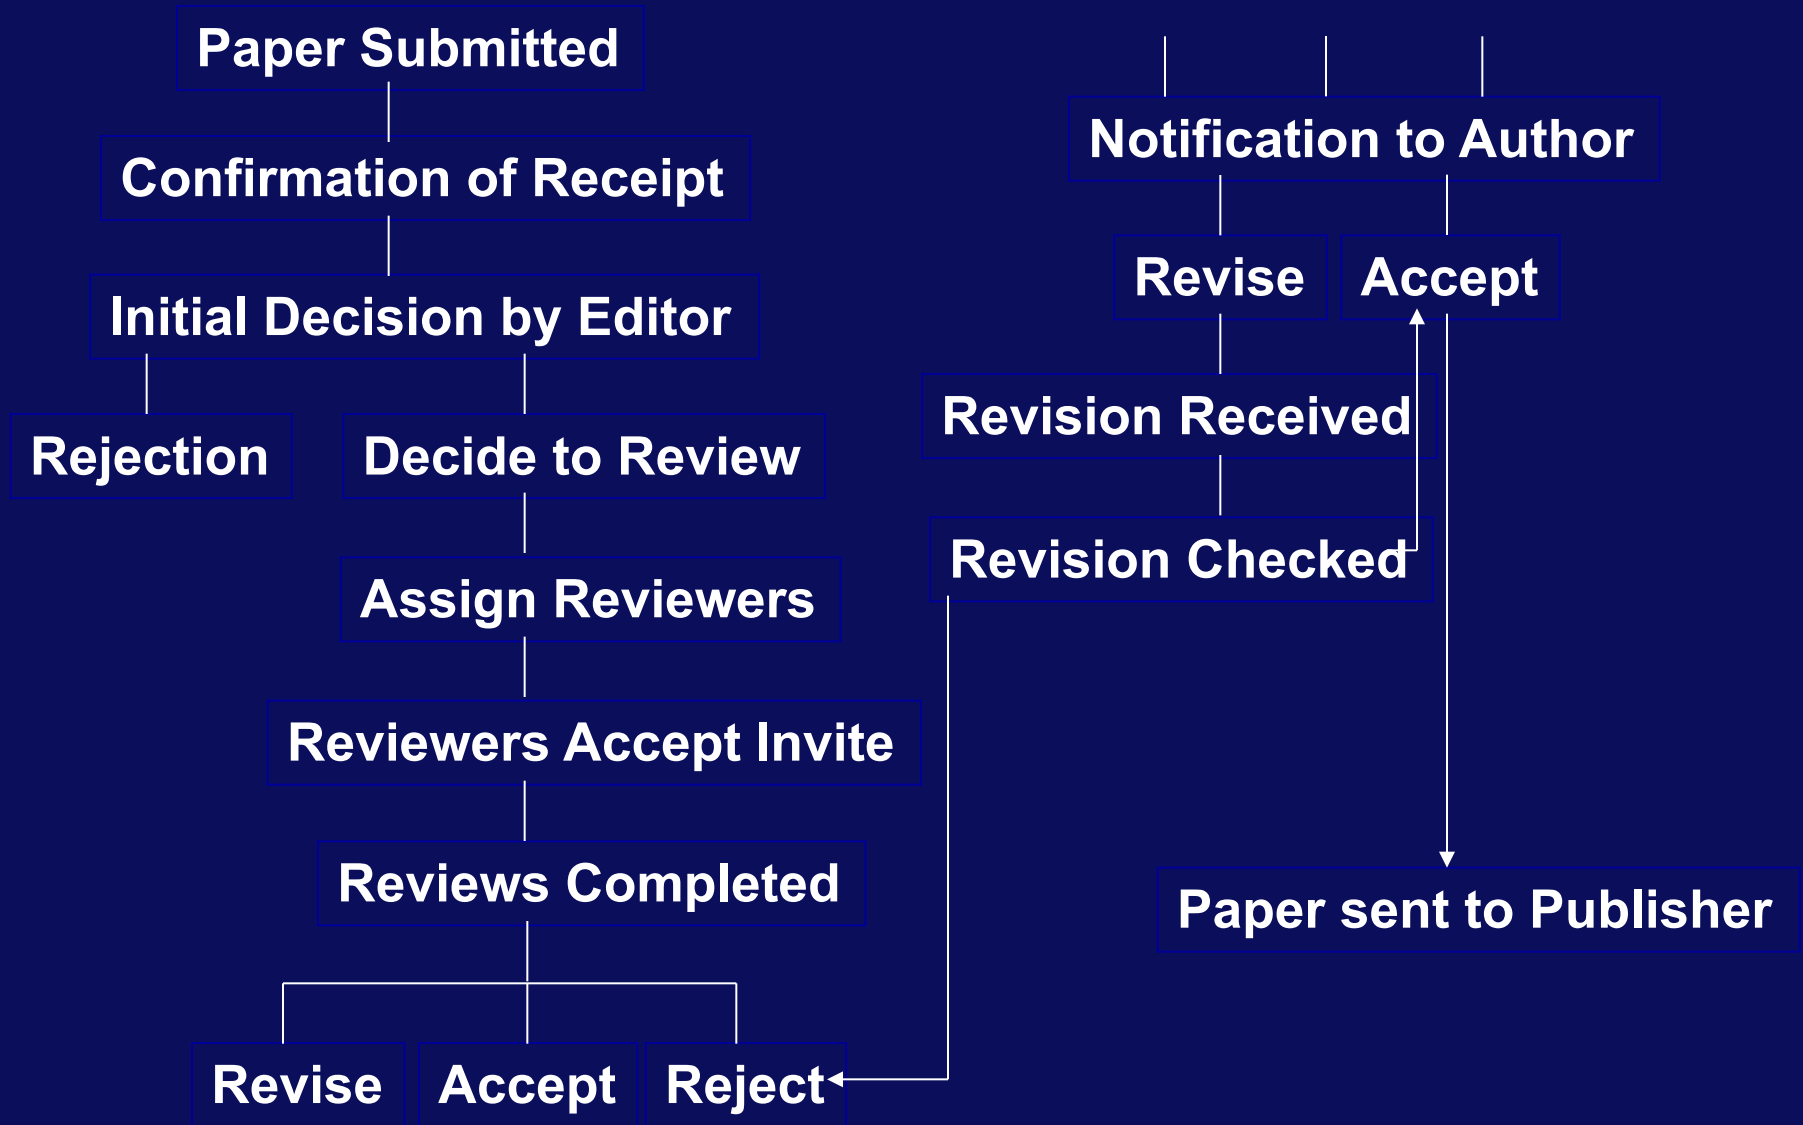 Paper Submitted
Confirmation of Receipt
Initial Decision by Editor
Rejection
Decide to Review
Assign Reviewers
Reviewers Accept Invite
Reviews Completed
Revise
Accept
Reject
Notification to Author
Revise
Accept
Revision Received
Revision Checked
Paper sent to Publisher